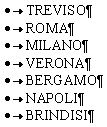 •→TREVISO¶
•→ROMA¶
•→MILANO¶
•→VERONA¶
•→BERGAMO¶
•→NAPOLI¶
•→BRINDISI¶